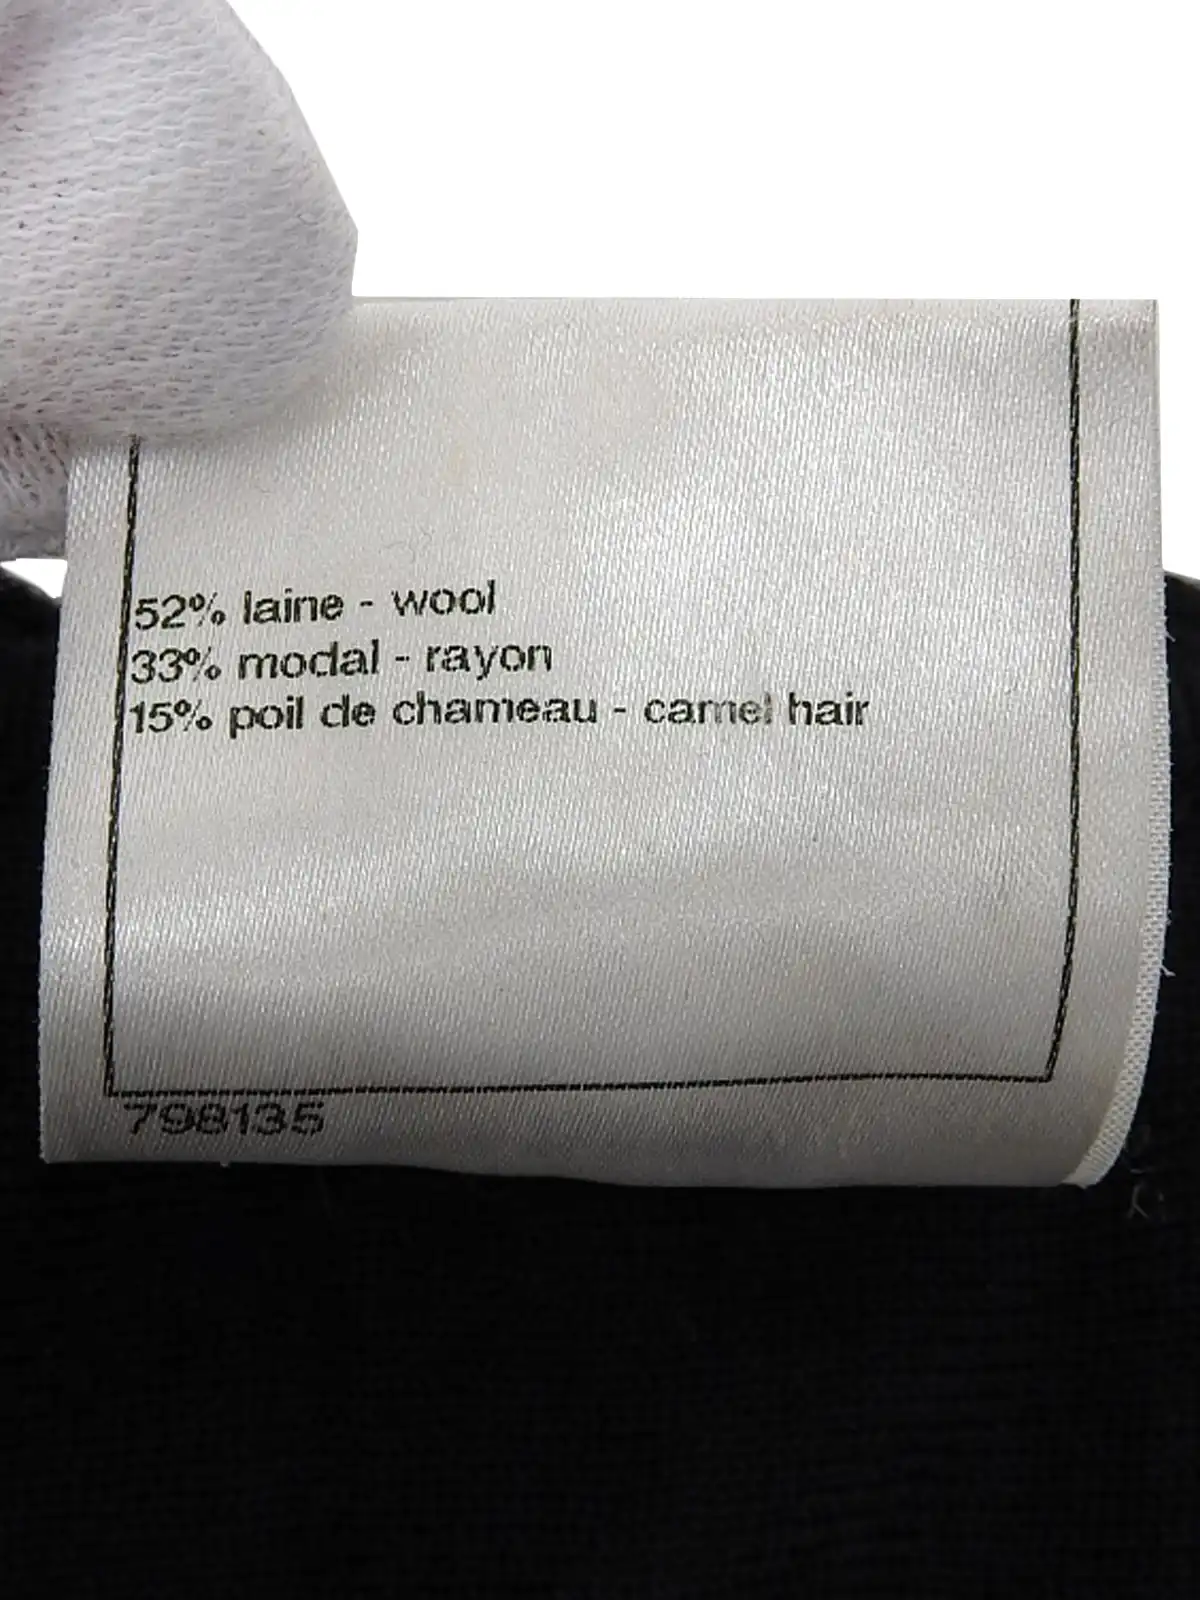 52% laine - wool
33% modal - rayon
15% poil de chameau - camel hair
798135